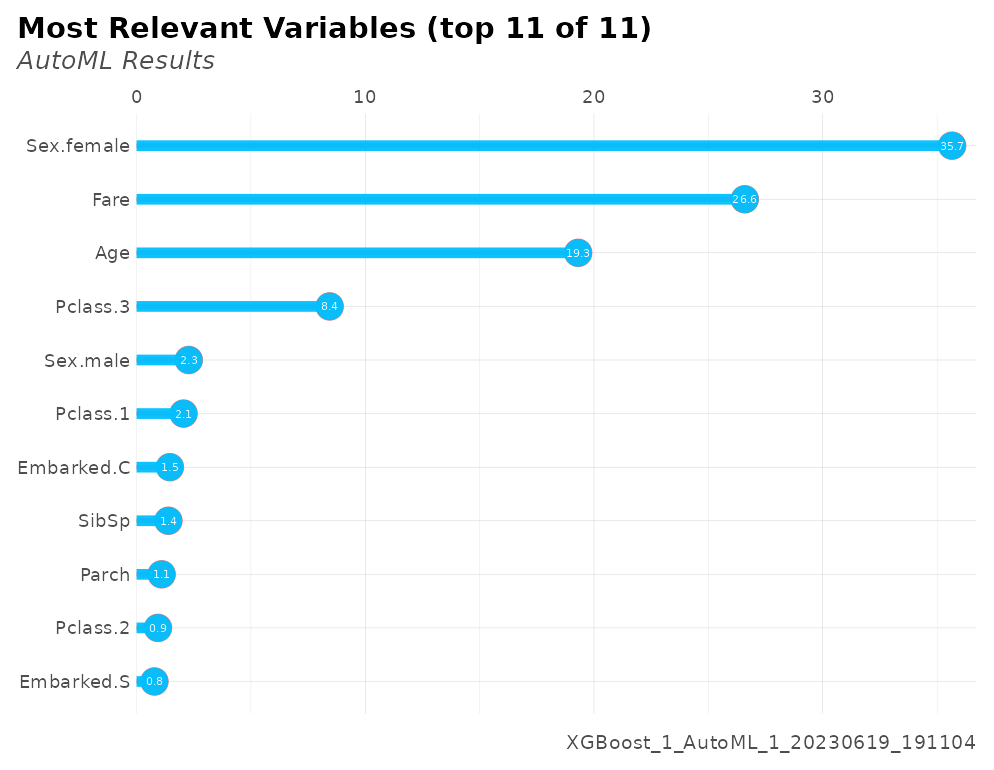 Most Relevant Variables (top 11 of 11)
AutoML Results
0 10 20 30
Sex.female 35.7
Fare 26.6
Age 19.3
Pclass.3 8.4
Sex.male 2.3
Pclass.1 2.1
Embarked.C 1.5
SibSp 1.4
Parch 1.1
Pclass.2 0.9
Embarked.S 0.8
XGBoost_1_AutoML_1_20230619_191104